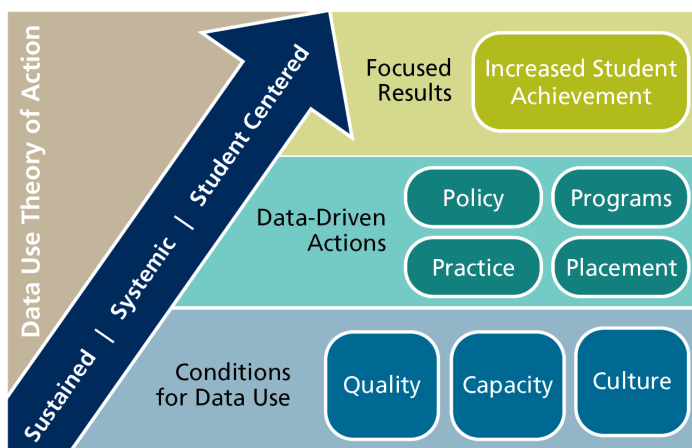 Data Use Theory of Action
Sustained | Systemic | Student Centered
Focused
Results
Increased Student
Achievement
Data-Driven
Actions
Policy
Programs
Practice
Placement
Conditions
for Data Use
Quality
Capacity
Culture